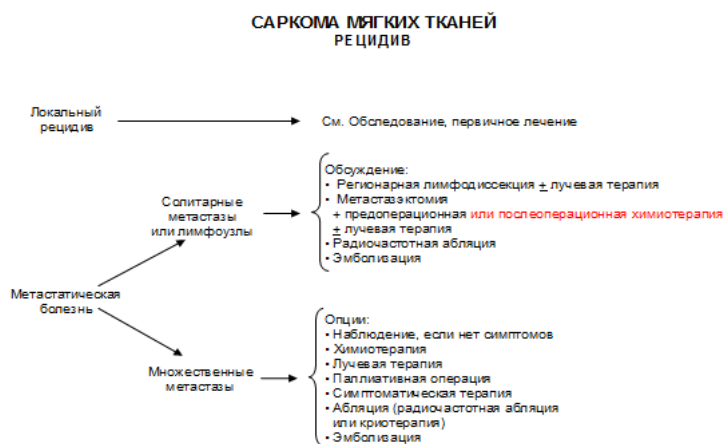 САРКОМА МЯГКИХ ТКАНЕЙ
РЕЦИДИВ
Локальный
рецидив
См. Обследование, первичное лечение
Солитарные
метастазы
или лимфоузлы
Обсуждение:
• Регионарная лимфодиссекция + лучевая терапия
• Метастазэктомия
+ предоперационная или послеоперационная химиотерапия
+ лучевая терапия
• Радиочастотная абляция
• Эмболизация
Метастатическая
болезнь
Множественные
метастазы
Опции:
• Наблюдение, если нет симптомов
• Химиотерапия
• Лучевая терапия
• Паллиативная операция
• Симптоматическая терапия
• Абляция (радиочастотная абляция
или криотерапия)
• Эмболизация